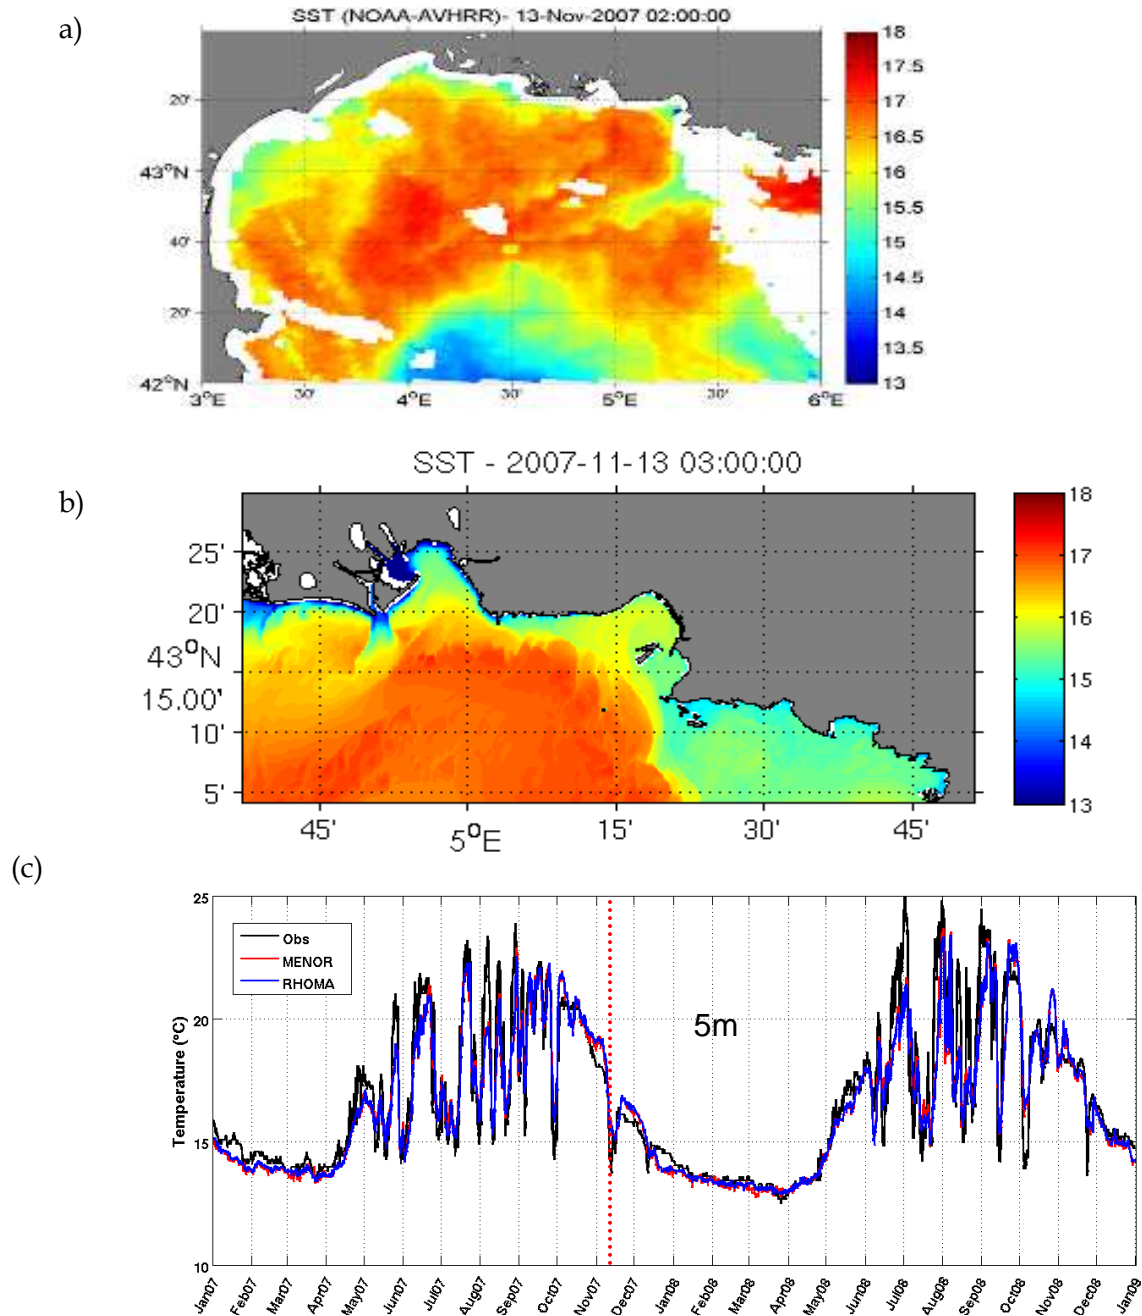 a)
SST (NOAA-AVHRR)- 13-Nov-2007 02:00:00
20'
43°N
40'
20'
42°N
3°E
30'
4°E
30'
5°E
30'
6°E
18
17.5
17
16.5
16
15.5
15
14.5
14
13.5
13
b)
SST - 2007-11-13 03:00:00
25'
20'
43°N
15.00'
10'
5'
45'
5°E
15'
30'
45'
18
17
16
15
14
13
(c)
25
20
15
10
Temperature (°C)
Obs
MENOR
RHOMA
5m
Jan07
Feb07
Mar07
Apr07
May07
Jun07
Jul07
Aug07
Sep07
Oct07
Nov07
Dec07
Jan08
Feb08
Mar08
Apr08
May08
Jun08
Jul08
Aug08
Sep08
Oct08
Nov08
Dec08
Jan09